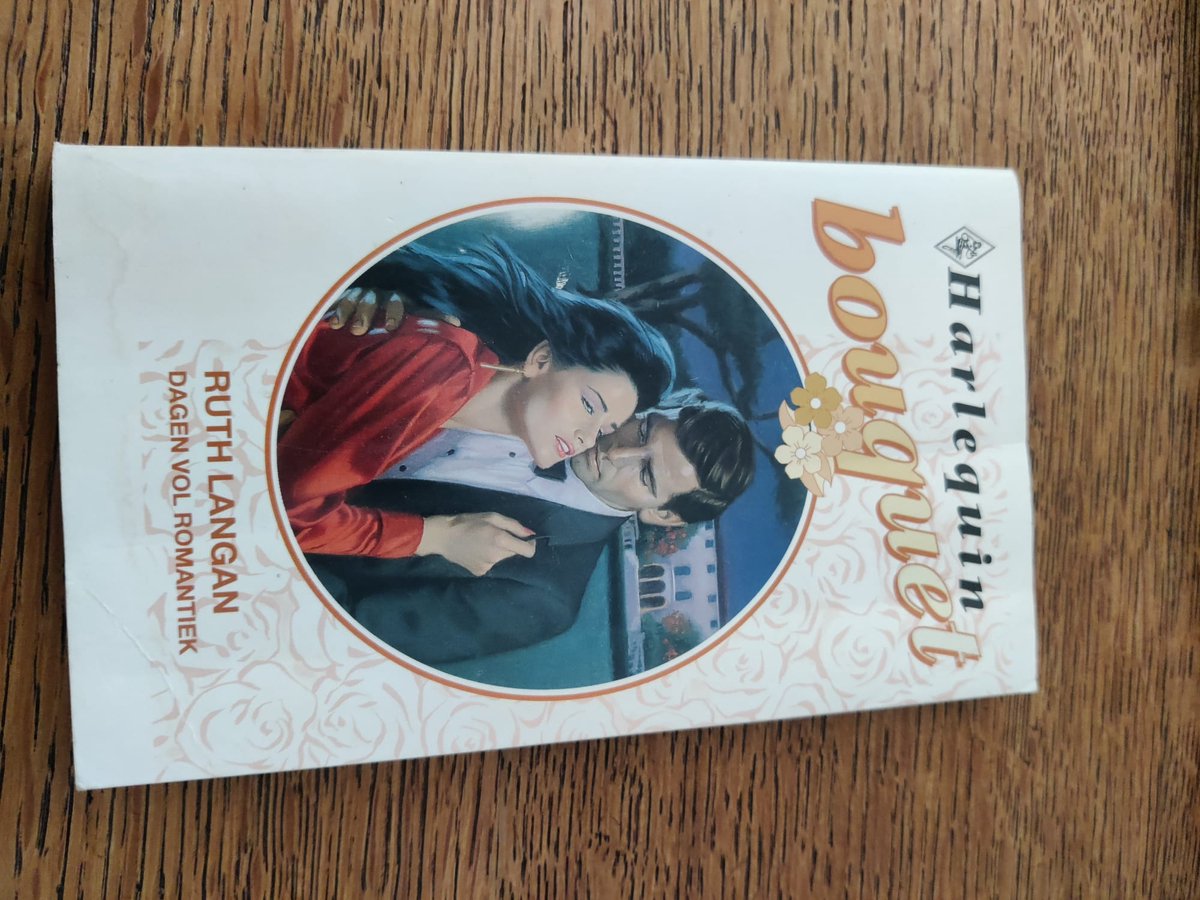 Harlequin
bouquet
RUTH LANGAN
DAGEN VOL ROMANTIEK